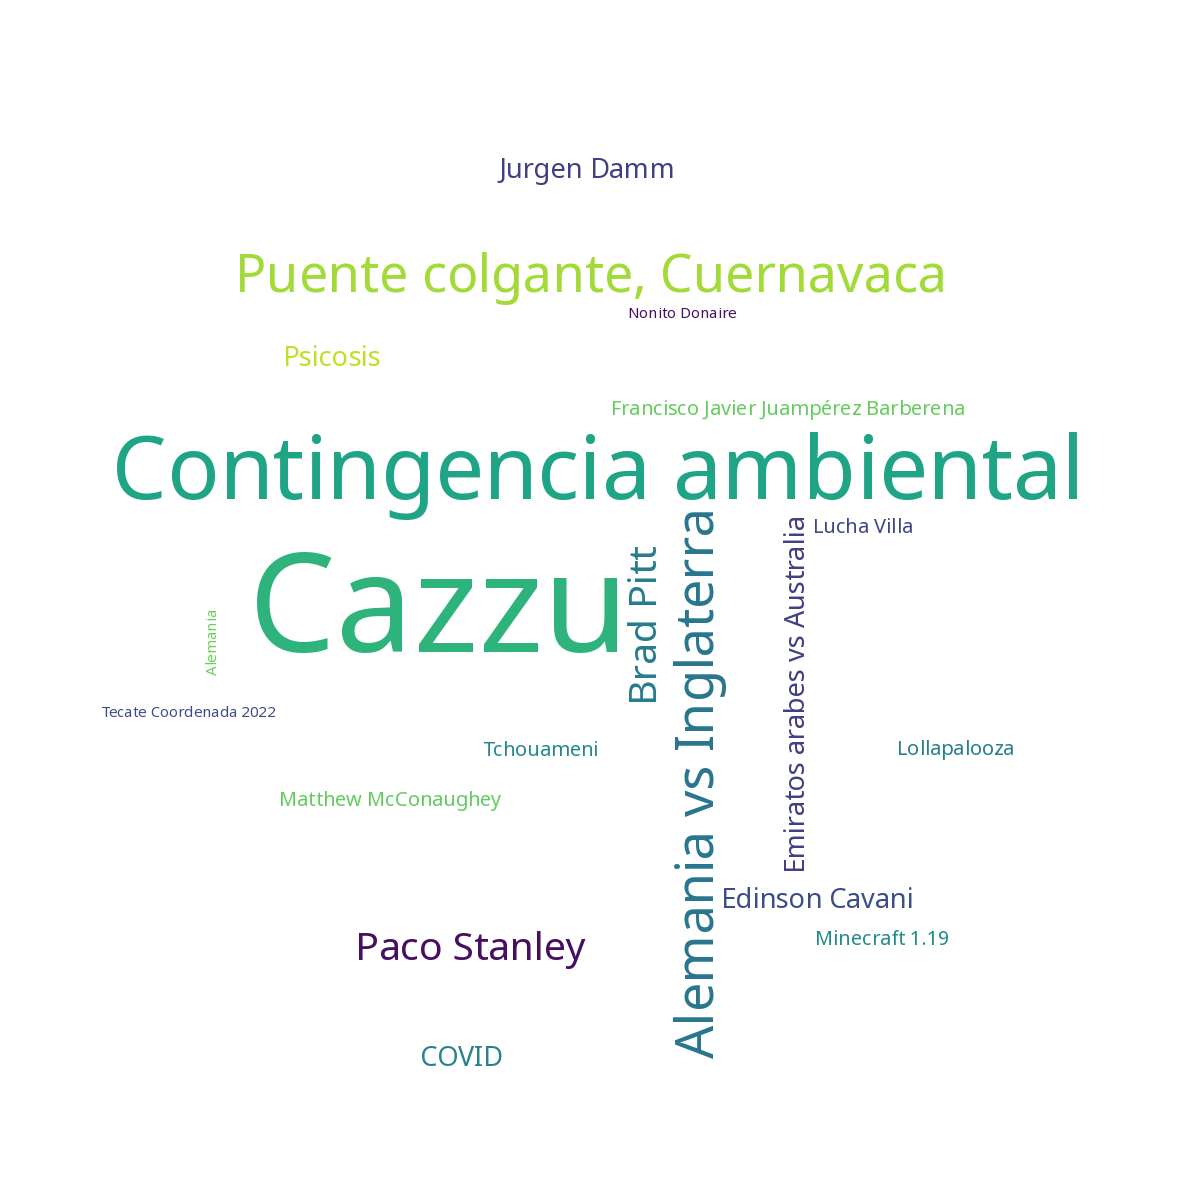 Jurgen Damm
Puente colgante, Cuernavaca
Nonito Donaire
Psicosis
Francisco Javier Juampérez Barberena
Contingencia ambiental
Lucha Villa
Cazzu
Brad Pitt
Alemania vs Inglaterra
Emiratos arabes vs Australia
Alemania
Tecate Coordenada 2022
Tchouameni
Lollapalooza
Matthew McConaughey
Edinson Cavani
Minecraft 1.19
Paco Stanley
COVID